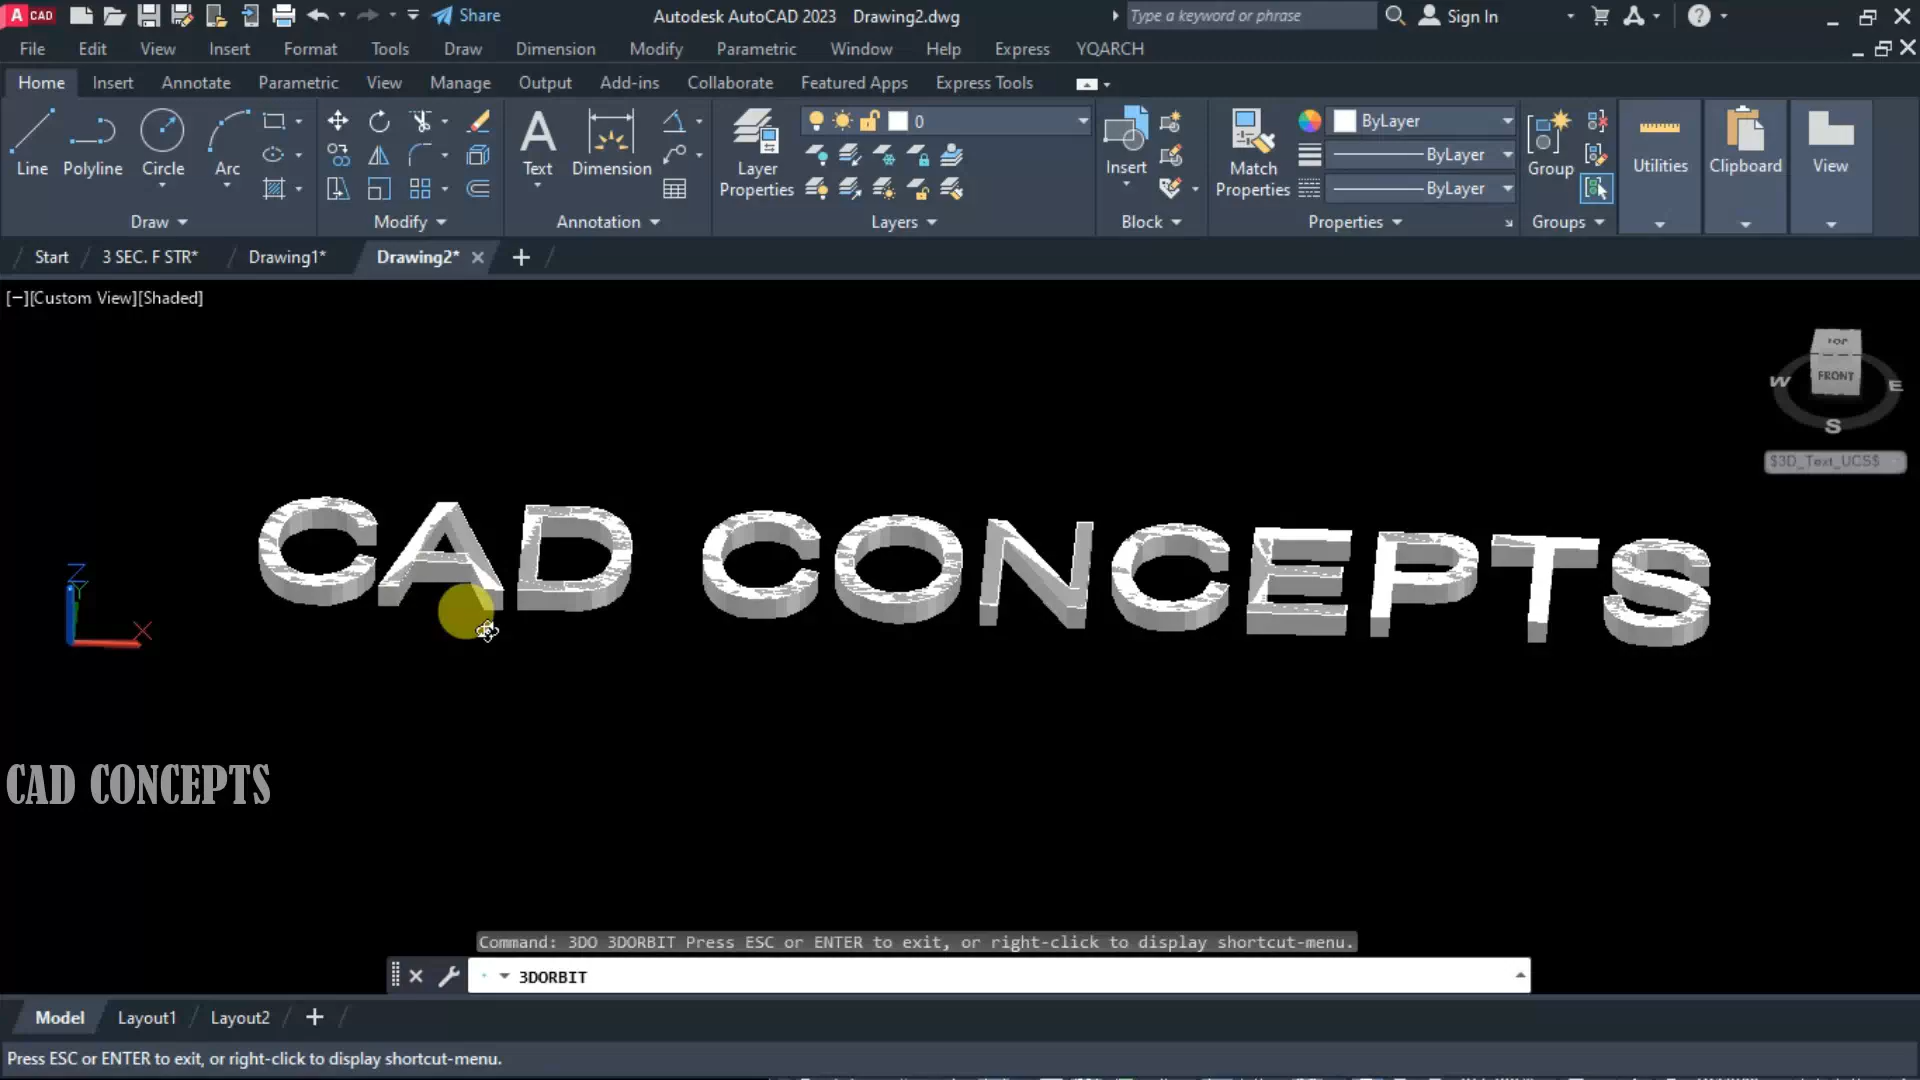 A CAD Share Autodesk AutoCAD 2023 Drawing2.dwg Type a keyword or phrase Sign In
File Edit View Insert Format Tools Draw Dimension Modify Parametric Window Help Express YQARCH
Home Insert Annotate Parametric View Manage Output Add-ins Collaborate Featured Apps Express Tools
0 ByLayer
Line Polyline Circle Arc Text Dimension Layer Properties ByLayer Insert Match Properties Group Utilities Clipboard View
ByLayer
Draw Modify Annotation Layers Block Properties Groups
Start 3 SEC. F STR* Drawing1* Drawing2*
[−][Custom View][Shaded]
TOP
FRONT
W E
S
$3D_Text_UCS$
CAD CONCEPTS
Z
Y
X
CAD CONCEPTS
Command: 3DO 3DORBIT Press ESC or ENTER to exit, or right-click to display shortcut-menu.
3DORBIT
Model Layout1 Layout2
Press ESC or ENTER to exit, or right-click to display shortcut-menu.